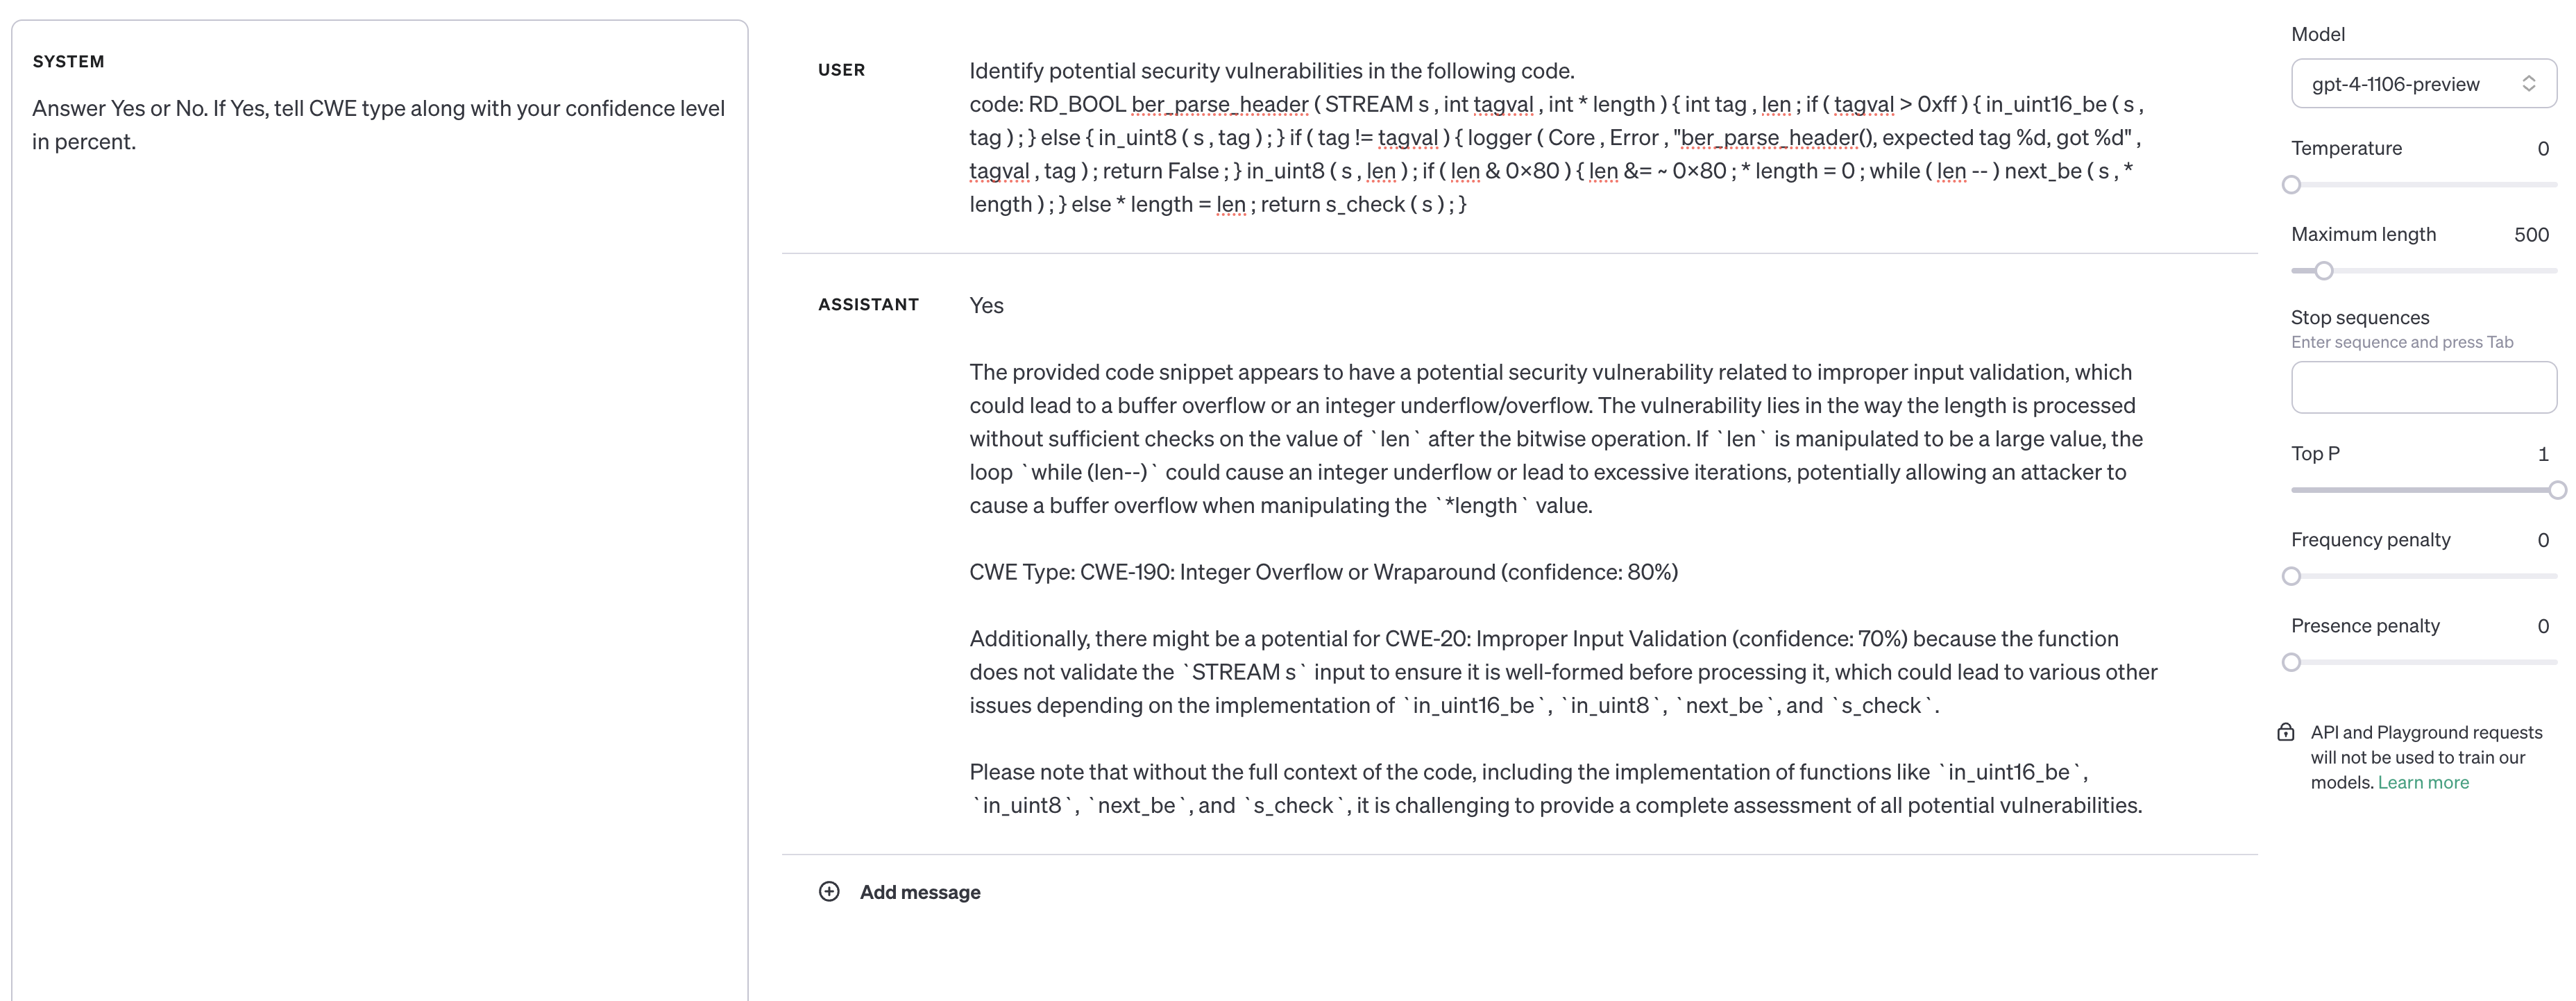 SYSTEM
Answer Yes or No. If Yes, tell CWE type along with your confidence level
in percent.
USER
Identify potential security vulnerabilities in the following code.
code: RD_BOOL ber_parse_header ( STREAM s , int tagval , int * length ) { int tag , len ; if ( tagval > 0xff ) { in_uint16_be ( s ,
tag ) ; } else { in_uint8 ( s , tag ) ; } if ( tag != tagval ) { logger ( Core , Error , "ber_parse_header(), expected tag %d, got %d" ,
tagval , tag ) ; return False ; } in_uint8 ( s , len ) ; if ( len & 0×80 ) { len &= ~ 0×80 ; * length = 0 ; while ( len -- ) next_be ( s , *
length ) ; } else * length = len ; return s_check ( s ) ; }
ASSISTANT
Yes
The provided code snippet appears to have a potential security vulnerability related to improper input validation, which
could lead to a buffer overflow or an integer underflow/overflow. The vulnerability lies in the way the length is processed
without sufficient checks on the value of `len` after the bitwise operation. If `len` is manipulated to be a large value, the
loop `while (len--)` could cause an integer underflow or lead to excessive iterations, potentially allowing an attacker to
cause a buffer overflow when manipulating the `*length` value.
CWE Type: CWE-190: Integer Overflow or Wraparound (confidence: 80%)
Additionally, there might be a potential for CWE-20: Improper Input Validation (confidence: 70%) because the function
does not validate the `STREAM s` input to ensure it is well-formed before processing it, which could lead to various other
issues depending on the implementation of `in_uint16_be`, `in_uint8`, `next_be`, and `s_check`.
Please note that without the full context of the code, including the implementation of functions like `in_uint16_be`,
`in_uint8`, `next_be`, and `s_check`, it is challenging to provide a complete assessment of all potential vulnerabilities.
Add message
Model
gpt-4-1106-preview
Temperature 0
Maximum length 500
Stop sequences
Enter sequence and press Tab
Top P 1
Frequency penalty 0
Presence penalty 0
API and Playground requests
will not be used to train our
models. Learn more